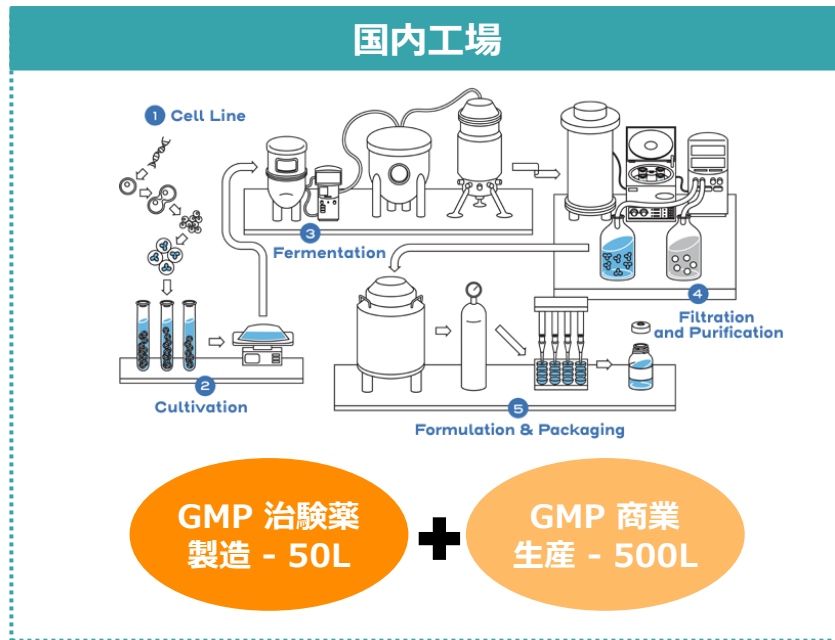 国内工場
1 Cell Line
2
Cultivation
3
Fermentation
4
Filtration
and Purification
5
Formulation & Packaging
GMP 治験薬
製造 - 50L
+
GMP 商業
生産 - 500L